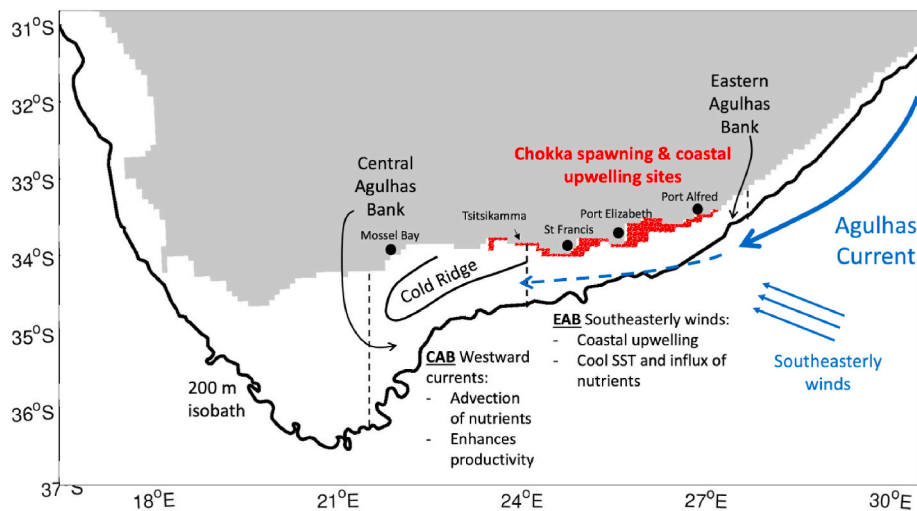 31°S
32°S
33°S
34°S
35°S
36°S
37°S
18°E
21°E
24°E
27°E
30°E
Eastern
Agulhas
Bank
Chokka spawning & coastal
upwelling sites
Central
Agulhas
Bank
Port Alfred
Port Elizabeth
Tsitsikamma
St Francis
Mossel Bay
Agulhas
Current
Cold Ridge
EAB Southeasterly winds:
- Coastal upwelling
- Cool SST and influx of
nutrients
Southeasterly
winds
CAB Westward
currents:
- Advection
of nutrients
- Enhances
productivity
200 m
isobath